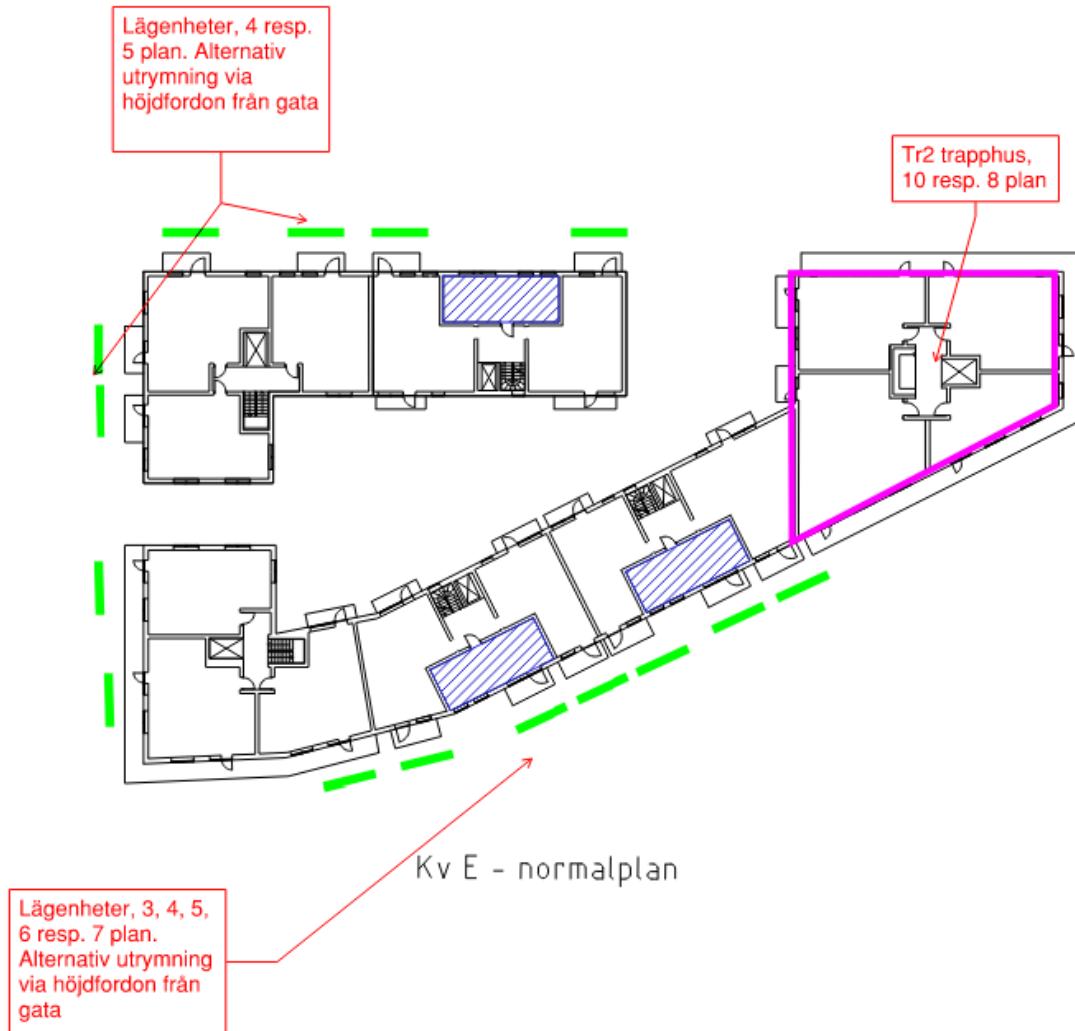 Lägenheter, 4 resp.
5 plan. Alternativ
utrymning via
höjdfordon från gata
Tr2 trapphus,
10 resp. 8 plan
Kv E - normalplan
Lägenheter, 3, 4, 5,
6 resp. 7 plan.
Alternativ utrymning
via höjdfordon från
gata